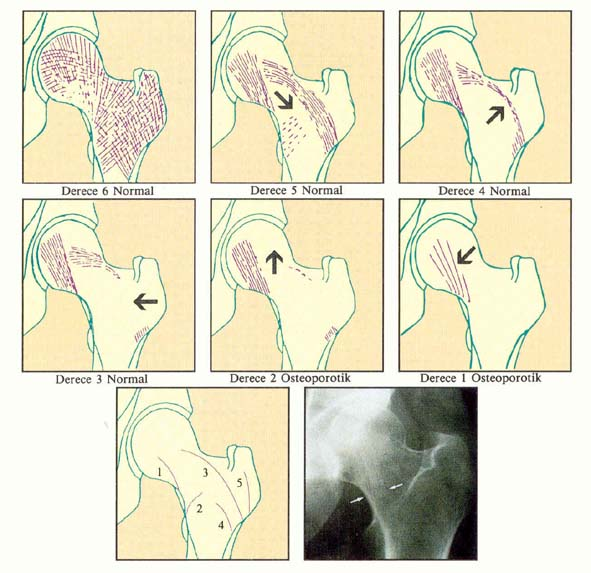 Derece 6 Normal
Derece 5 Normal
Derece 4 Normal
Derece 3 Normal
Derece 2 Osteoporotik
Derece 1 Osteoporotik
1
3
5
2
4